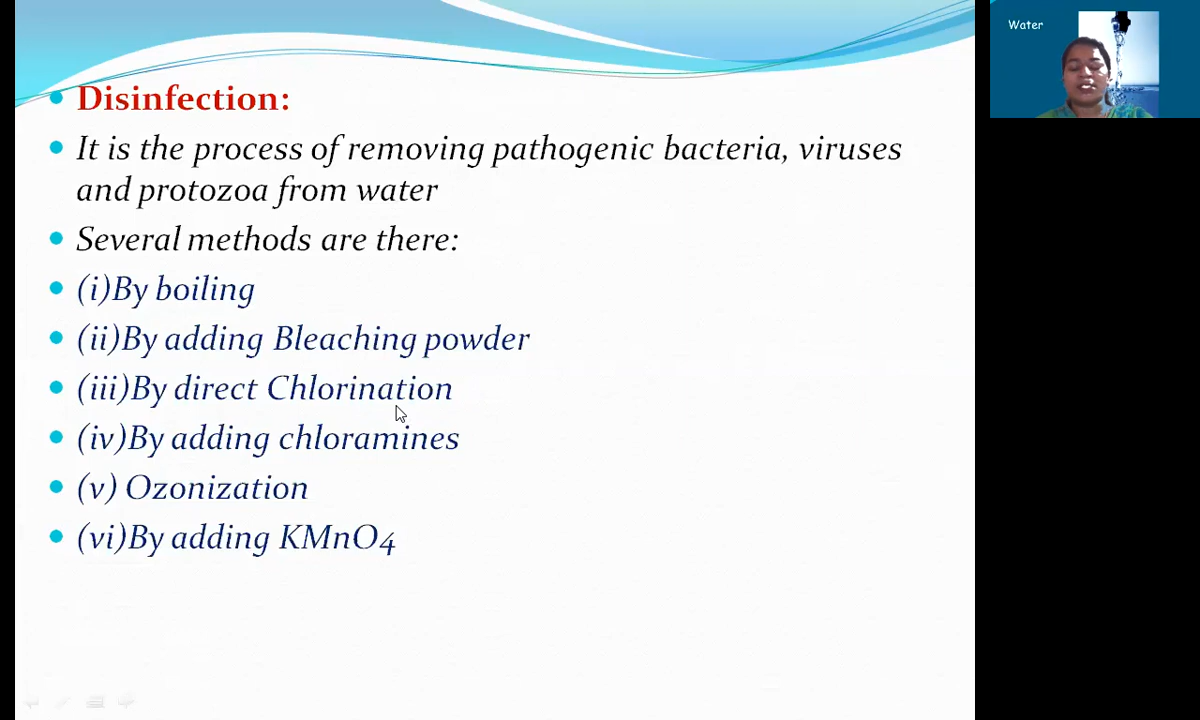 Disinfection:
It is the process of removing pathogenic bacteria, viruses
and protozoa from water
Several methods are there:
(i)By boiling
(ii)By adding Bleaching powder
(iii)By direct Chlorination
(iv)By adding chloramines
(v) Ozonization
(vi)By adding KMnO4
Water